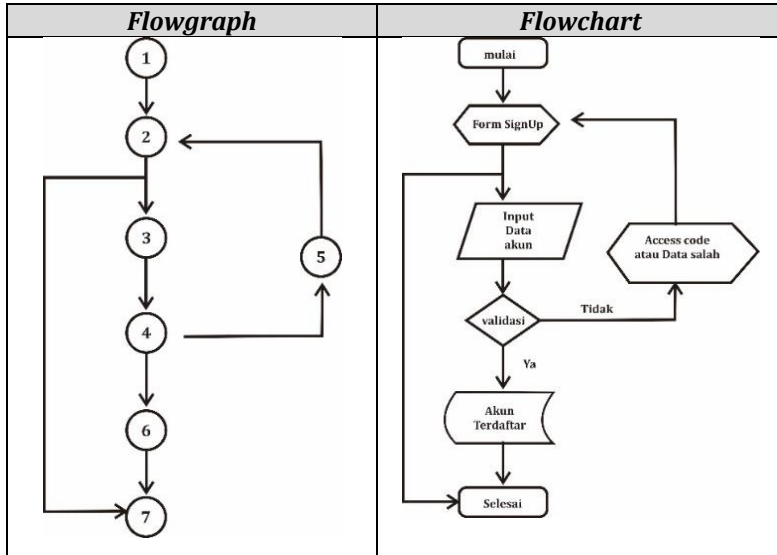 Flowgraph
Flowchart
1
2
3
4
5
6
7
mulai
Form SignUp
Input
Data
akun
Access code
atau Data salah
validasi
Tidak
Ya
Akun
Terdaftar
Selesai